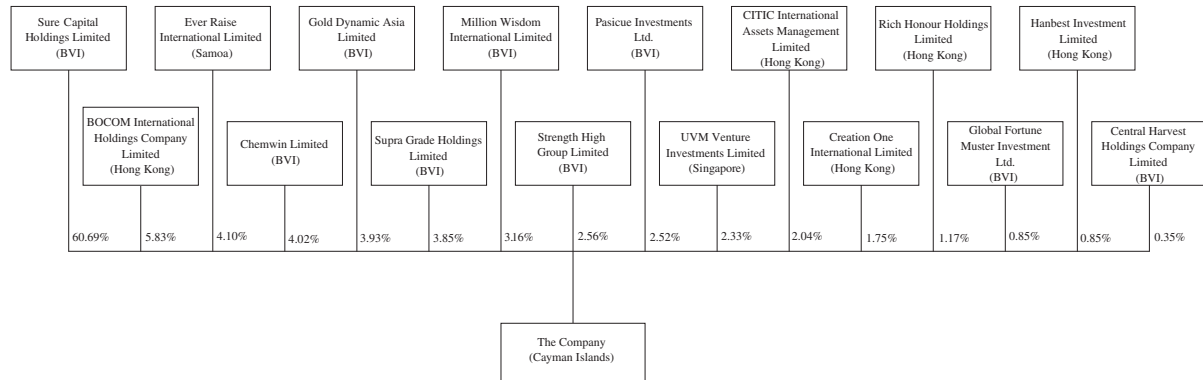 Sure Capital
Holdings Limited
(BVI)
Ever Raise
International Limited
(Samoa)
Gold Dynamic Asia
Limited
(BVI)
Million Wisdom
International Limited
(BVI)
Pasicue Investments
Ltd.
(BVI)
CITIC International
Assets Management
Limited
(Hong Kong)
Rich Honour Holdings
Limited
(Hong Kong)
Hanbest Investment
Limited
(Hong Kong)
BOCOM International
Holdings Company
Limited
(Hong Kong)
Chemwin Limited
(BVI)
Supra Grade Holdings
Limited
(BVI)
Strength High
Group Limited
(BVI)
UVM Venture
Investments Limited
(Singapore)
Creation One
International Limited
(Hong Kong)
Global Fortune
Muster Investment
Ltd.
(BVI)
Central Harvest
Holdings Company
Limited
(BVI)
60.69%
5.83%
4.10%
4.02%
3.93%
3.85%
3.16%
2.56%
2.52%
2.33%
2.04%
1.75%
1.17%
0.85%
0.85%
0.35%
The Company
(Cayman Islands)